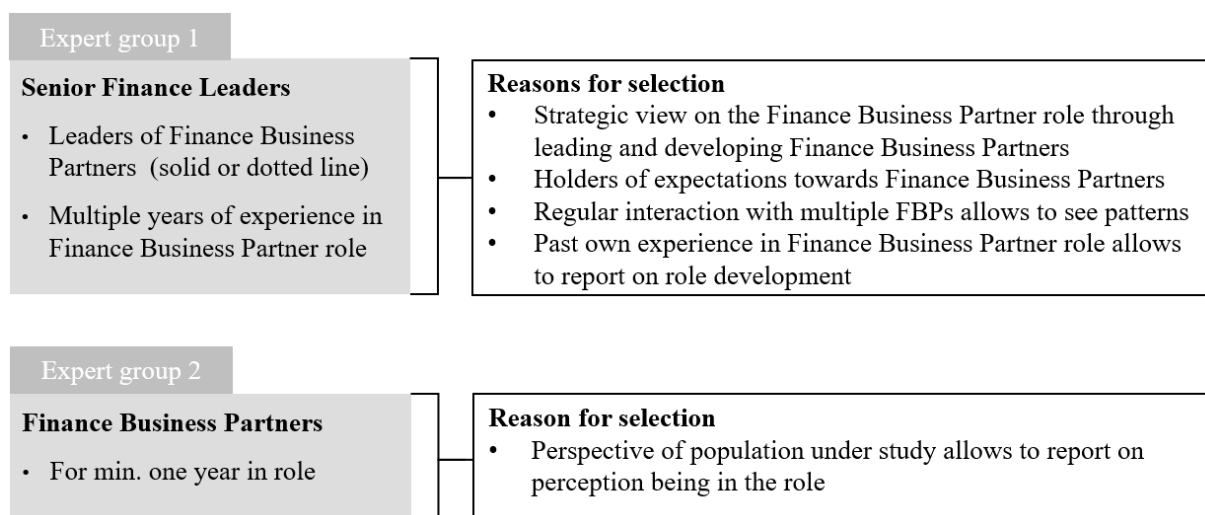 Expert group 1
Senior Finance Leaders
• Leaders of Finance Business
Partners (solid or dotted line)
• Multiple years of experience in
Finance Business Partner role
Reasons for selection
• Strategic view on the Finance Business Partner role through
leading and developing Finance Business Partners
• Holders of expectations towards Finance Business Partners
• Regular interaction with multiple FBPs allows to see patterns
• Past own experience in Finance Business Partner role allows
to report on role development
Expert group 2
Finance Business Partners
• For min. one year in role
Reason for selection
• Perspective of population under study allows to report on
perception being in the role